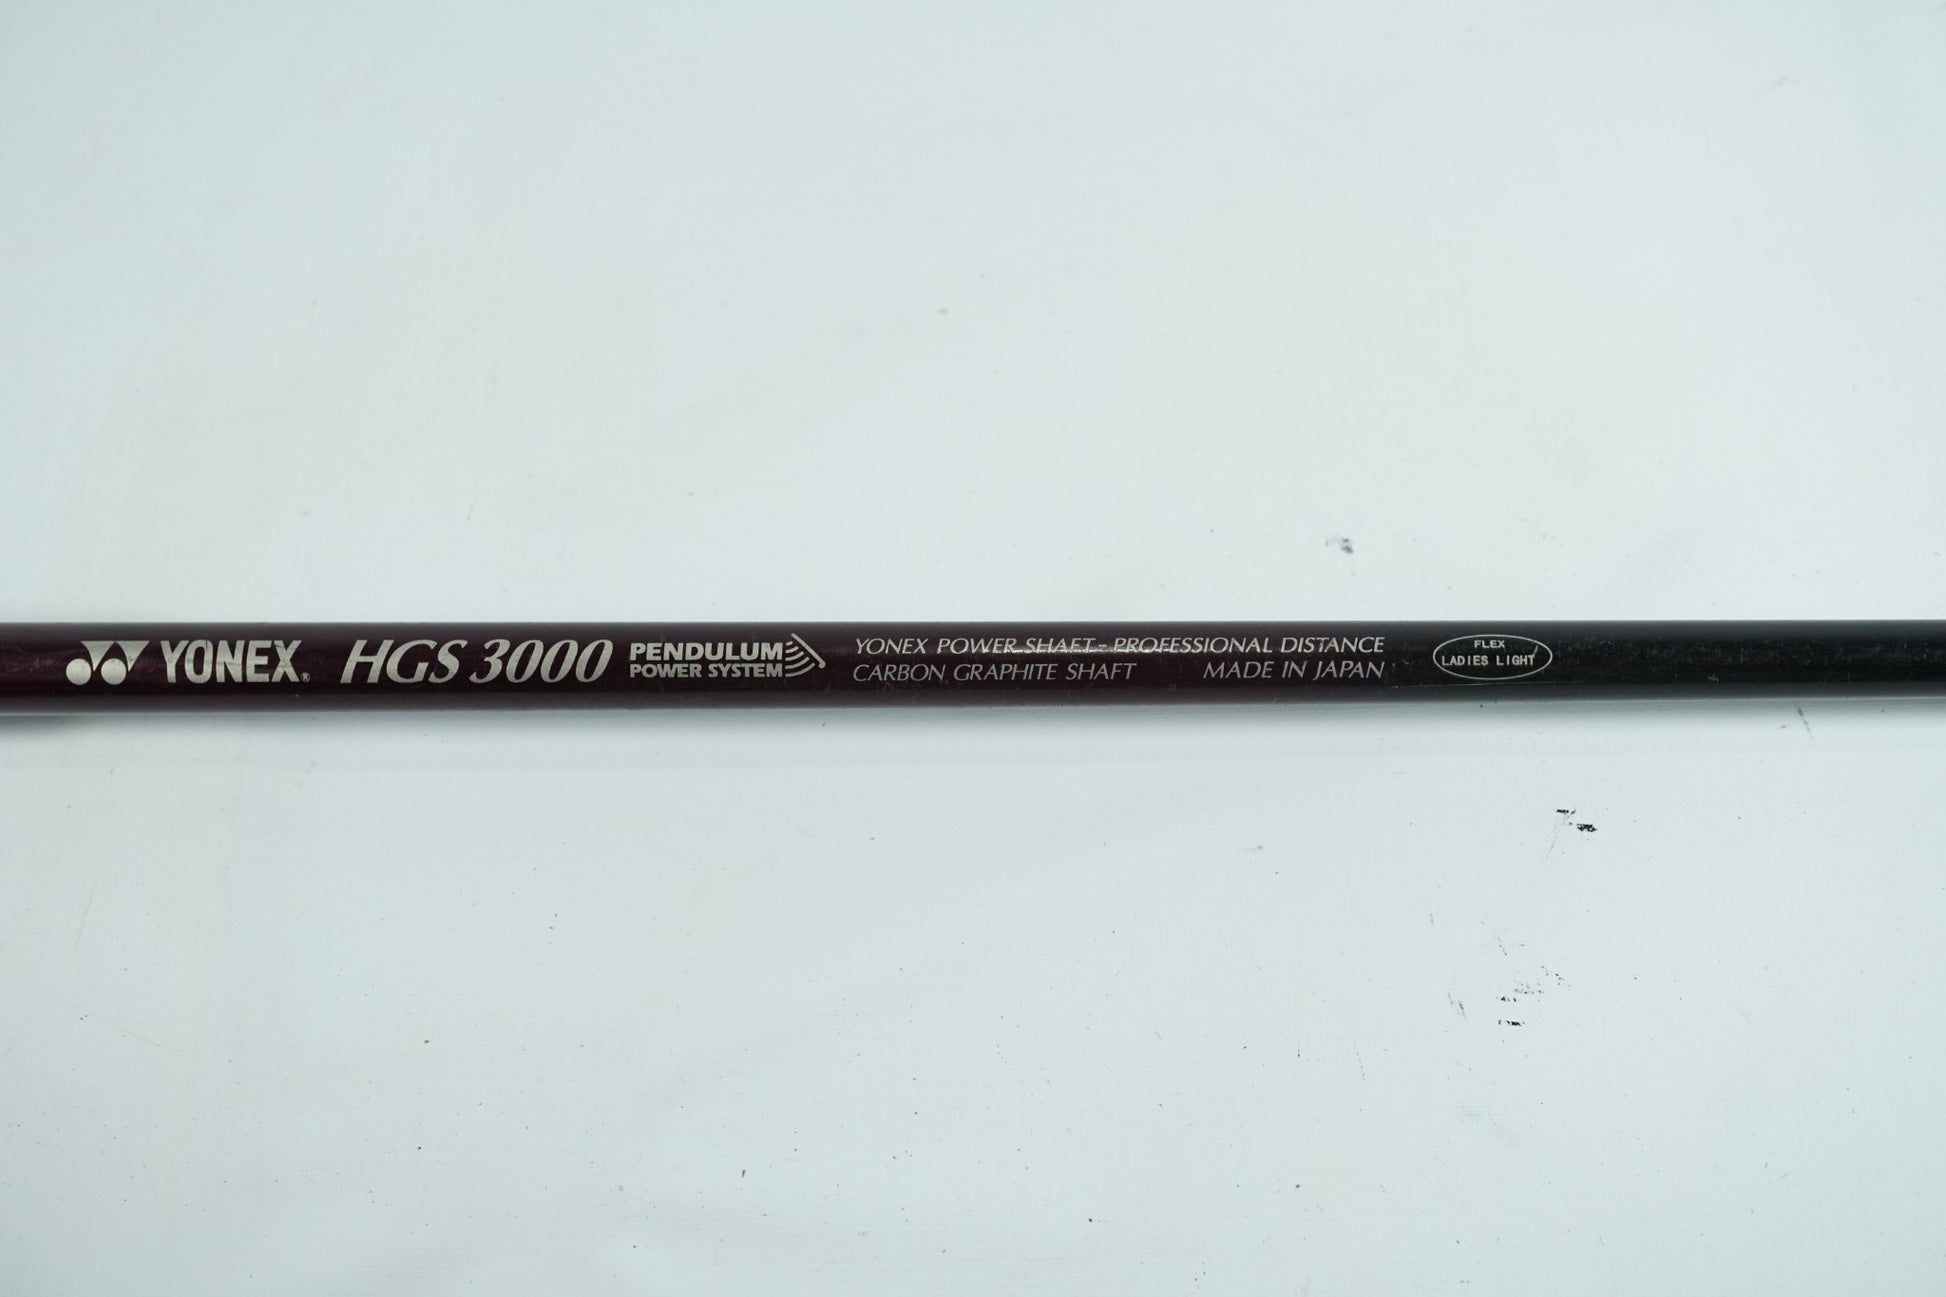 YONEX®
HGS 3000
PENDULUM
POWER SYSTEM
YONEX POWER SHAFT-PROFESSIONAL DISTANCE
CARBON GRAPHITE SHAFT MADE IN JAPAN
FLEX
LADIES LIGHT